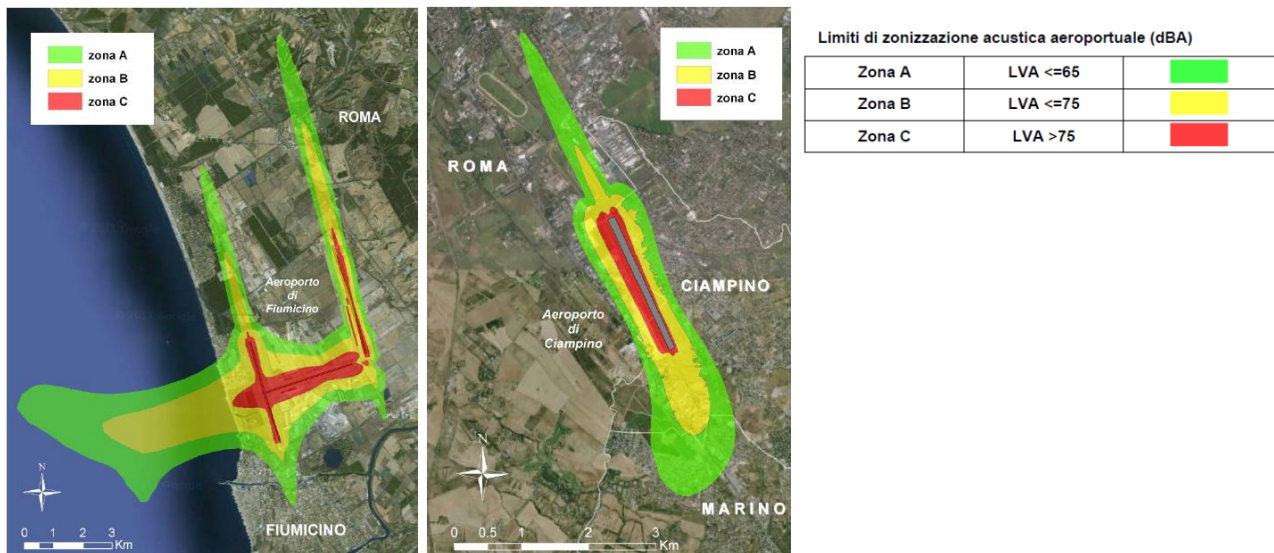 zona A
zona B
zona C
ROMA
Aeroporto
di
Fiumicino
N
FIUMICINO
0 0.5 1 2 3
Km
zona A
zona B
zona C
ROMA
CIAMPINO
Aeroporto
di
Ciampino
N
MARINO
0 0.5 1 2 3
Km
Limiti di zonizzazione acustica aeroportuale (dBA)
Zona A LVA <=65
Zona B LVA <=75
Zona C LVA >75